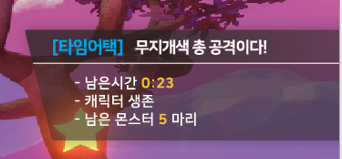 [타임어택] 무지개색 총 공격이다!
- 남은시간 0:23
- 캐릭터 생존
- 남은 몬스터 5 마리